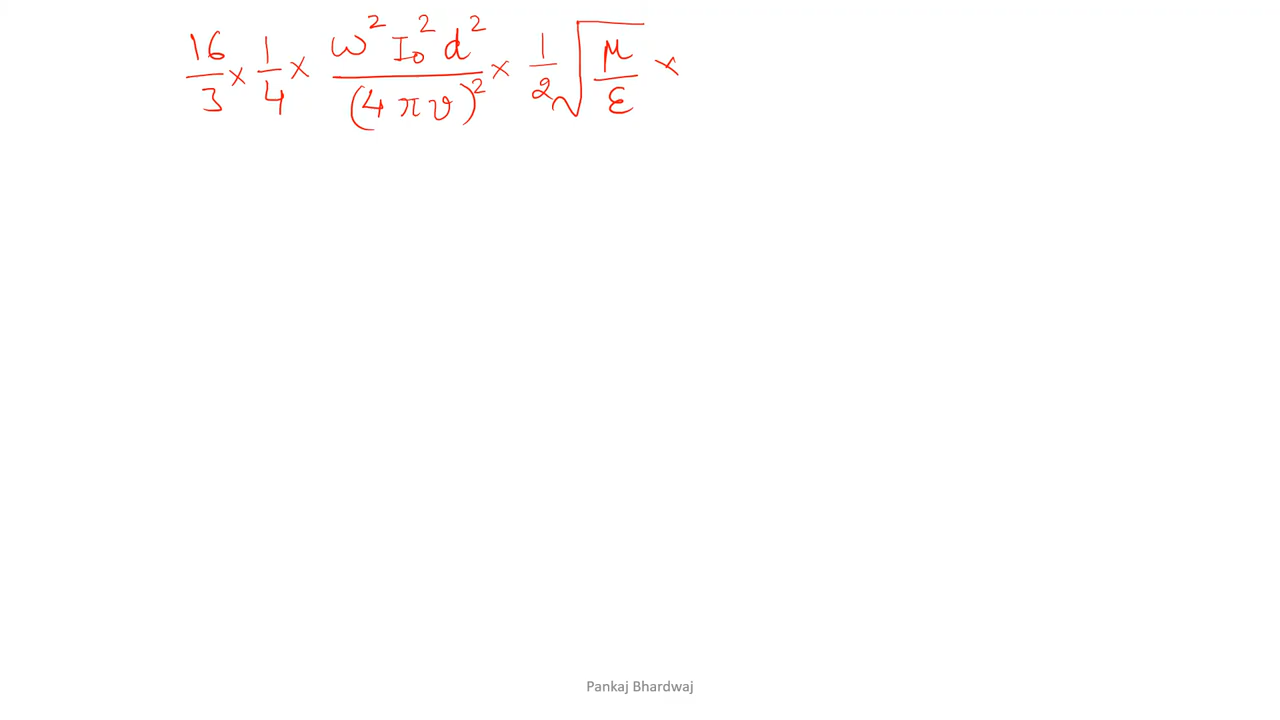 16/3 × 1/4 × ω² I₀² d² / (4πv)² × 1/2 √(μ/ε) ×
Pankaj Bhardwaj